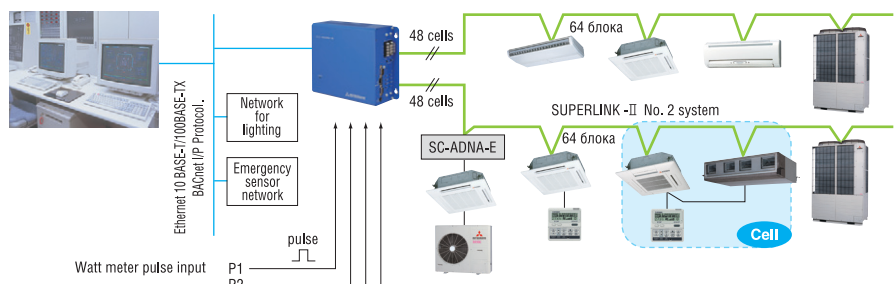 48 cells
64 блока
48 cells
SUPERLINK -II No. 2 system
64 блока
SC-ADNA-E
Ethernet 10 BASE-T/100BASE-TX
BACnet I/P Protocol.
Network
for
lighting
Emergency
sensor
network
Cell
pulse
Watt meter pulse input
P1